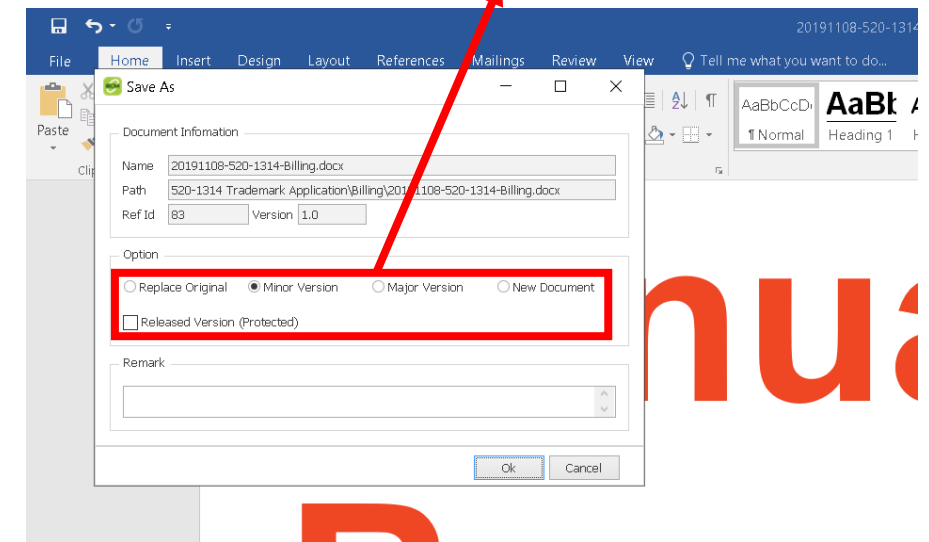 20191108-520-1314
File Home Insert Design Layout References Mailings Review View Tell me what you want to do...
Save As
Paste
AaBbCcD AaBb
¶ Normal Heading 1
Document Infomation
Name 20191108-520-1314-Billing.docx
Path 520-1314 Trademark Application\Billing\20191108-520-1314-Billing.docx
Ref Id 83 Version 1.0
Option
Replace Original Minor Version Major Version New Document
Released Version (Protected)
Remark
Ok Cancel
nua